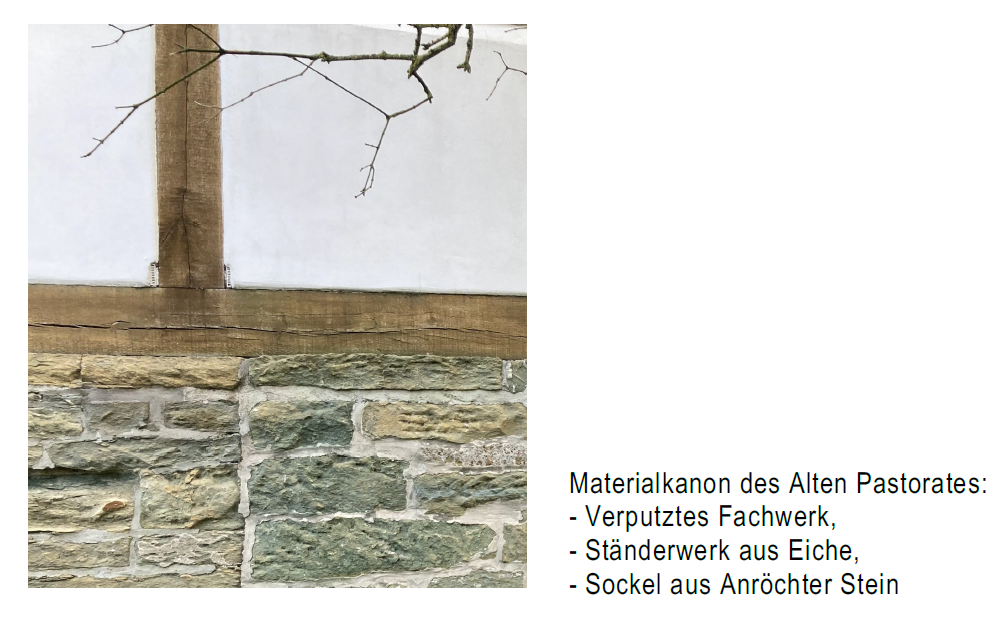 Materialkanon des Alten Pastorates:
- Verputztes Fachwerk,
- Ständerwerk aus Eiche,
- Sockel aus Anröchter Stein